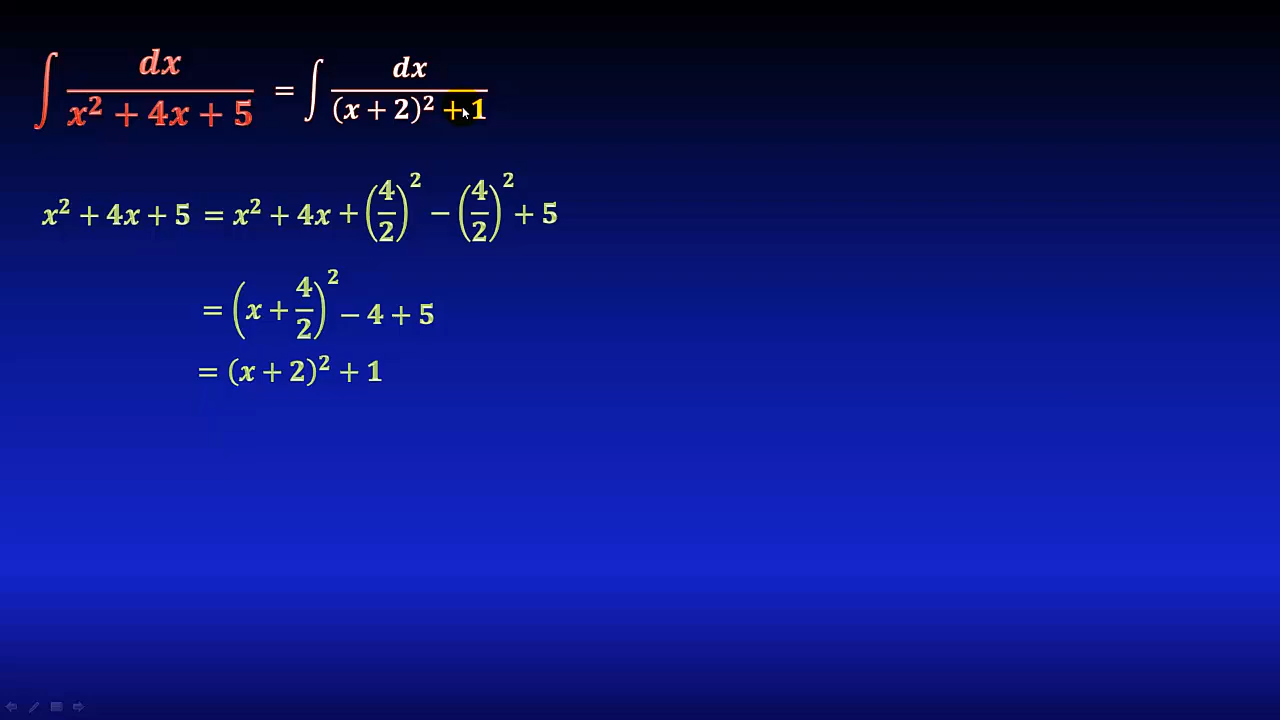 ∫ dx/(x² + 4x + 5) = ∫ dx/((x + 2)² + 1)
x² + 4x + 5 = x² + 4x + (4/2)² − (4/2)² + 5
= (x + 4/2)² − 4 + 5
= (x + 2)² + 1